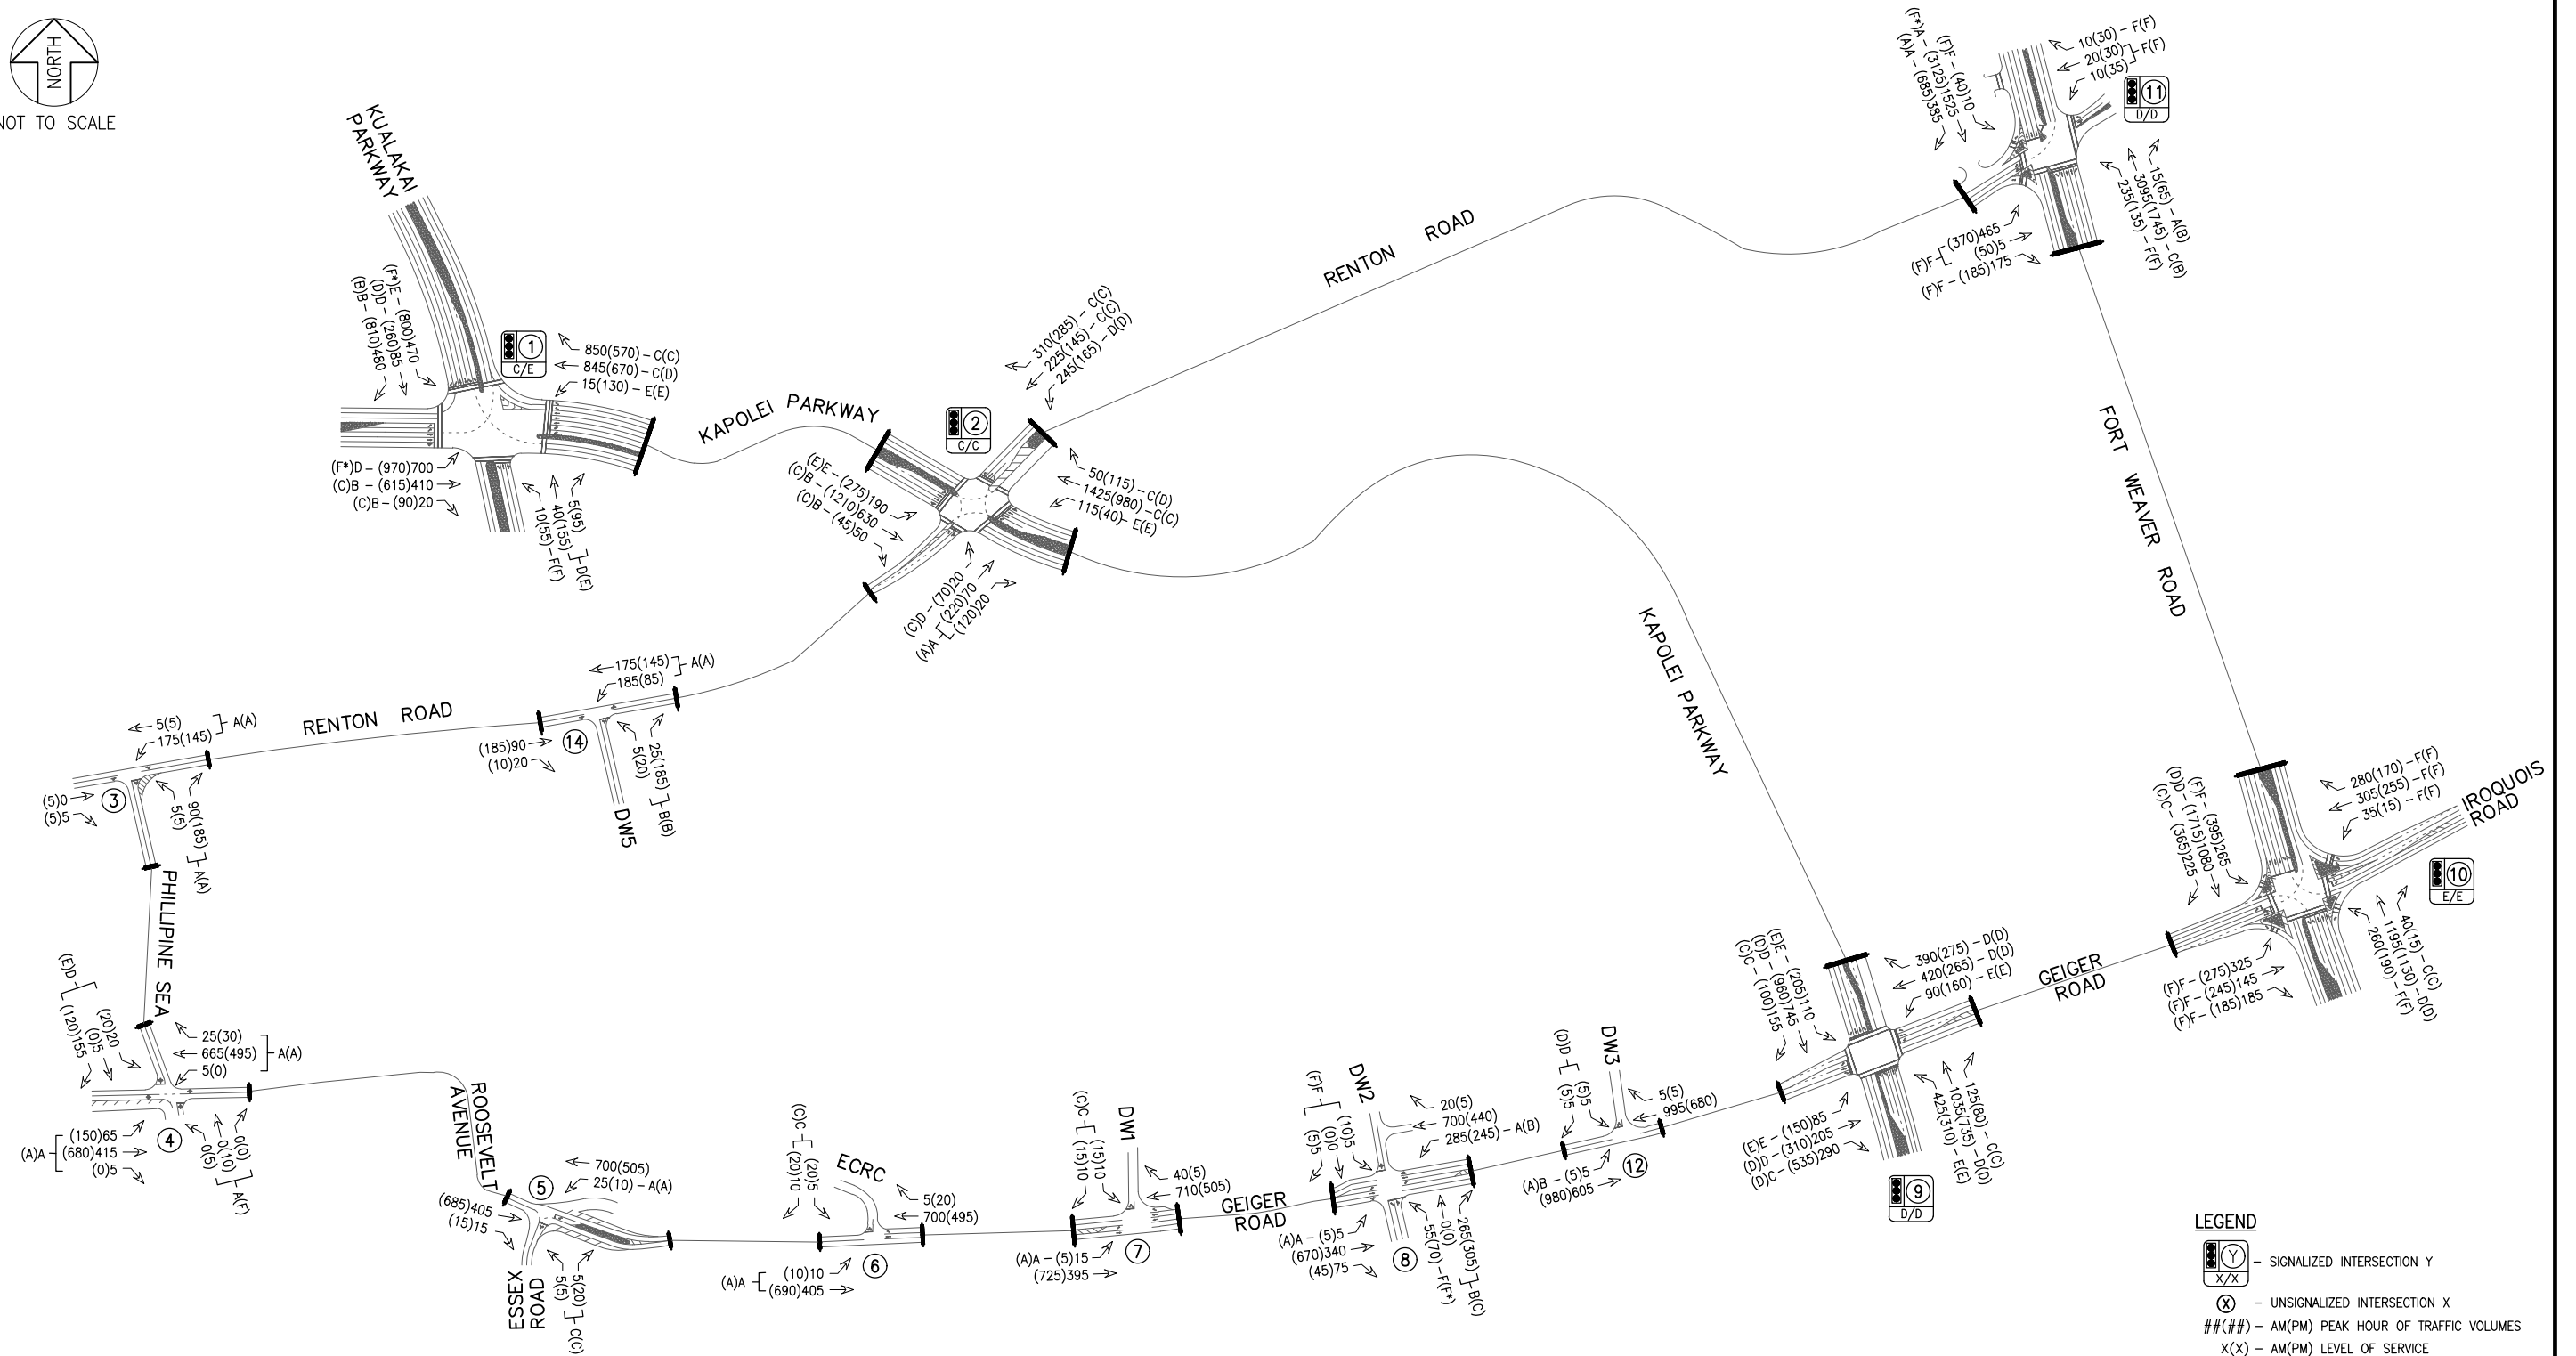 NORTH
NOT TO SCALE
KUALAKAI
PARKWAY
(F*)E – (800)470
(D)D – (260)85
(B)B – (810)480
1
C/E
850(570) – C(C)
845(670) – C(D)
15(130) – E(E)
(F*)D – (970)700
(C)B – (615)410
(C)B – (90)20
5(95)
40(155)
D(E)
10(55) – F(F)
KAPOLEI PARKWAY
2
C/C
310(285) – C(C)
225(145) – C(C)
245(165) – D(D)
(E)E – (275)190
(C)B – (1210)630
(C)B – (45)50
50(115) – C(D)
1425(980) – C(C)
115(40) – E(E)
(C)D – (70)20
(220)70
(120)20
(A)A
RENTON ROAD
(F)F – (40)10
(F*)A – (3125)1525
(A)A – (685)385
10(30) – F(F)
20(30)
10(35)
F(F)
11
D/D
15(65) – A(B)
3095(1745) – C(B)
235(135) – F(F)
(F)F
(370)465
(50)5
(F)F – (185)175
FORT WEAVER ROAD
KAPOLEI PARKWAY
175(145)
185(85)
A(A)
(185)90
(10)20
14
25(185)
5(20)
B(B)
DW5
RENTON ROAD
5(5)
175(145)
A(A)
(5)0
(5)5
3
90(185)
5(5)
A(A)
PHILLIPINE SEA
(E)D
(20)20
(0)5
(120)155
25(30)
665(495)
5(0)
A(A)
(A)A
(150)65
(680)415
(0)5
4
0(0)
0(10)
0(5)
A(F)
ROOSEVELT
AVENUE
5
700(505)
25(10) – A(A)
(685)405
(15)15
ESSEX
ROAD
5(20)
5(5)
C(C)
(C)C
(20)5
(20)10
ECRC
5(20)
700(495)
(A)A
(10)10
(690)405
6
(C)C
(15)10
(15)10
DW1
40(5)
710(505)
(A)A – (5)15
(725)395
7
GEIGER
ROAD
DW2
(F)F
(10)5
(0)0
(5)5
20(5)
700(440)
285(245) – A(B)
(A)A – (5)5
(670)340
(45)75
8
265(305)
0(0)
B(C)
55(70) – F(F*)
DW3
(D)D
(5)5
(5)5
5(5)
995(680)
(A)B – (5)5
(980)605
12
(E)E – (205)110
(D)D – (960)745
(C)C – (100)155
390(275) – D(D)
420(265) – D(D)
90(160) – E(E)
(E)E – (150)85
(D)D – (310)205
(D)C – (535)290
125(80) – C(C)
1035(735) – D(D)
425(310) – E(E)
9
D/D
GEIGER
ROAD
(F)F – (395)265
(D)D – (1715)1080
(C)C – (365)225
280(170) – F(F)
305(255) – F(F)
35(15) – F(F)
IROQUOIS
ROAD
10
E/E
(F)F – (275)325
(F)F – (245)145
(F)F – (185)185
40(15) – C(C)
1195(1130) – D(D)
260(190) – F(F)
LEGEND
Y
X/X
– SIGNALIZED INTERSECTION Y
X – UNSIGNALIZED INTERSECTION X
##(##) – AM(PM) PEAK HOUR OF TRAFFIC VOLUMES
X(X) – AM(PM) LEVEL OF SERVICE